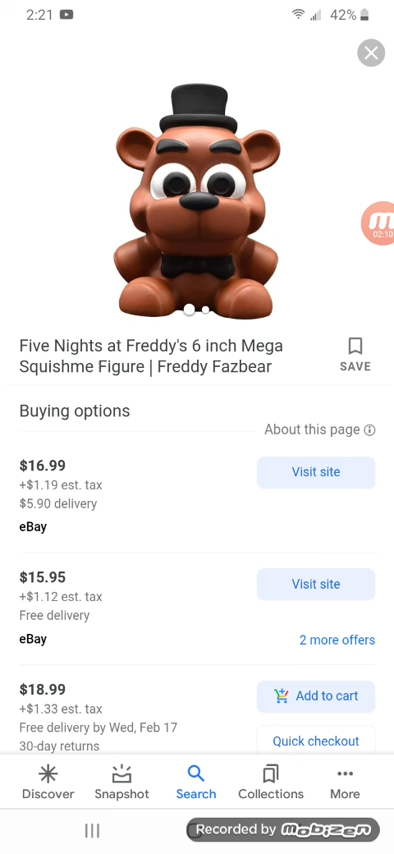 2:21
42%
02:10
Five Nights at Freddy's 6 inch Mega
Squishme Figure | Freddy Fazbear
SAVE
Buying options
About this page
$16.99
+$1.19 est. tax
$5.90 delivery
eBay
Visit site
$15.95
+$1.12 est. tax
Free delivery
eBay
Visit site
2 more offers
$18.99
+$1.33 est. tax
Free delivery by Wed, Feb 17
30-day returns
Add to cart
Quick checkout
Discover
Snapshot
Search
Collections
More
Recorded by mobizen